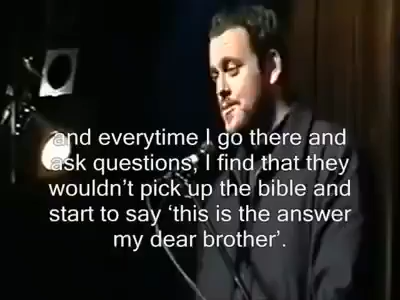 and everytime I go there and
ask questions, I find that they
wouldn't pick up the bible and
start to say 'this is the answer
my dear brother'.